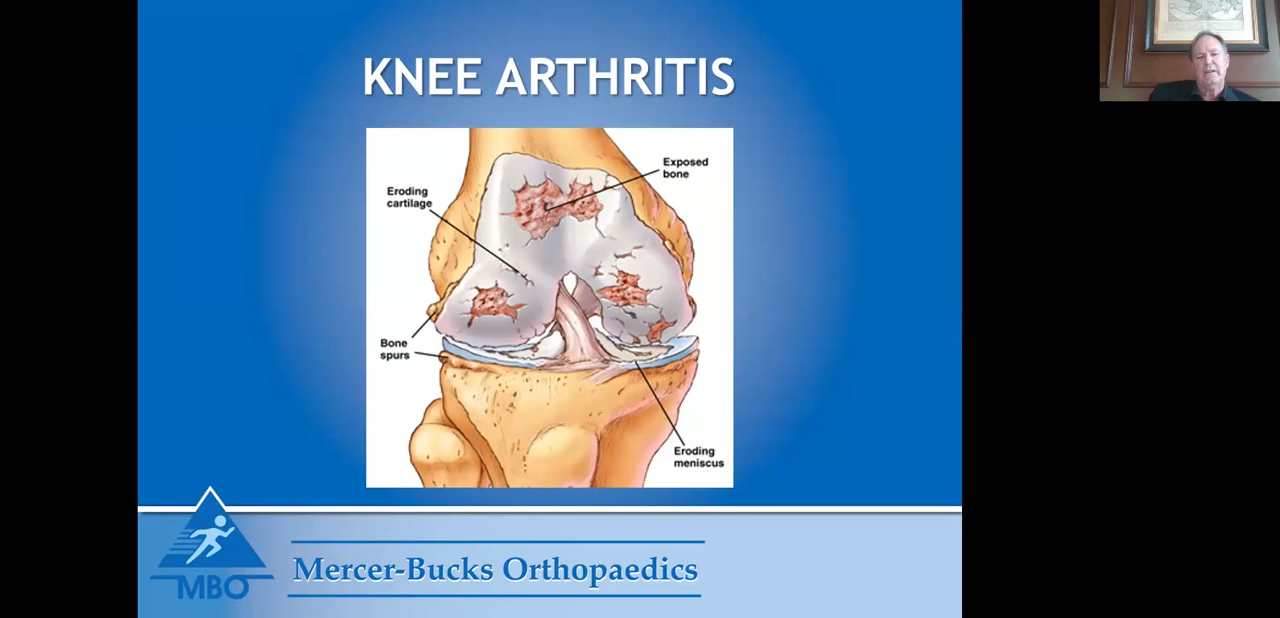 KNEE ARTHRITIS
Exposed
bone
Eroding
cartilage
Bone
spurs
Eroding
meniscus
MBO
Mercer-Bucks Orthopaedics